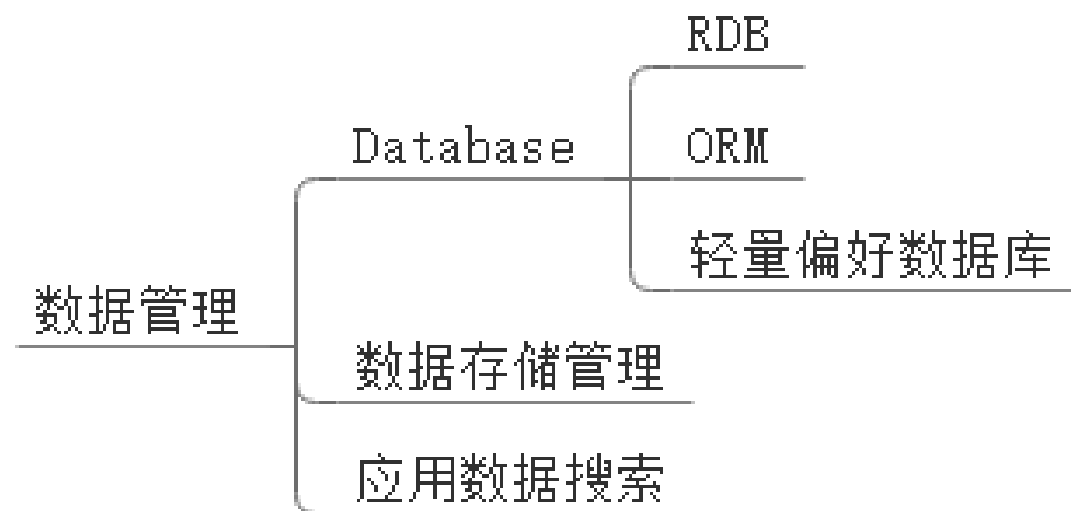 RDB
Database
ORM
轻量偏好数据库
数据管理
数据存储管理
应用数据搜索